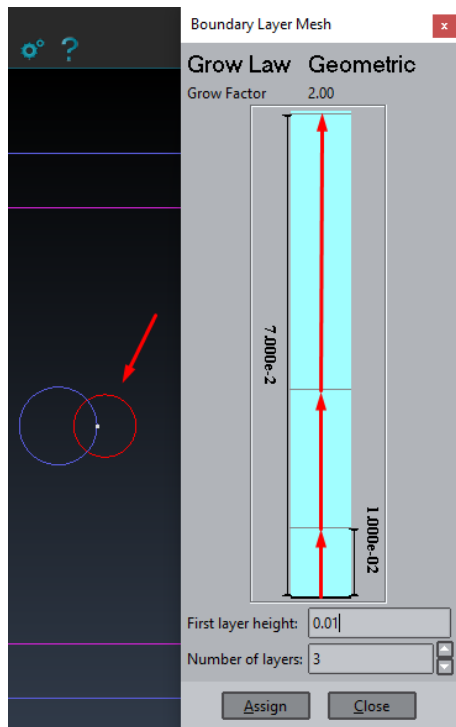 ?
Boundary Layer Mesh
x
Grow Law Geometric
Grow Factor 2.00
7.000e-2
1.000e-02
First layer height: 0.01
Number of layers: 3
Assign Close